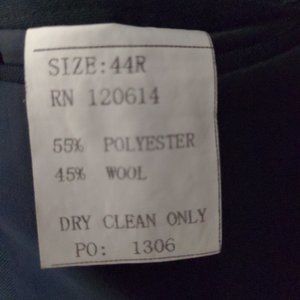 SIZE:44R
RN 120614
55% POLYESTER
45% WOOL
DRY CLEAN ONLY
PO: 1306